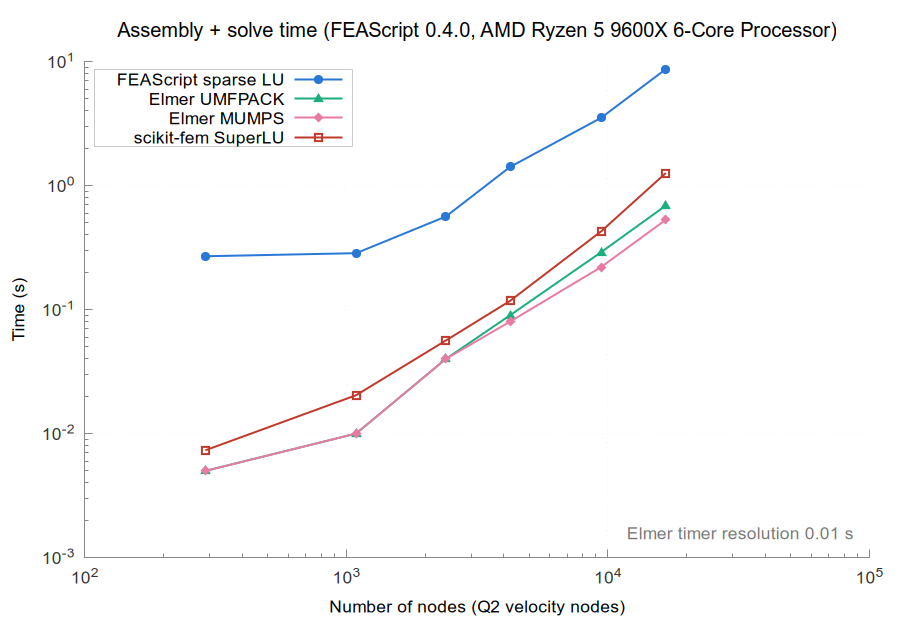 Assembly + solve time (FEAScript 0.4.0, AMD Ryzen 5 9600X 6-Core Processor)
FEAScript sparse LU
Elmer UMFPACK
Elmer MUMPS
scikit-fem SuperLU
10¹
10⁰
10⁻¹
10⁻²
10⁻³
Time (s)
Elmer timer resolution 0.01 s
10² 10³ 10⁴ 10⁵
Number of nodes (Q2 velocity nodes)